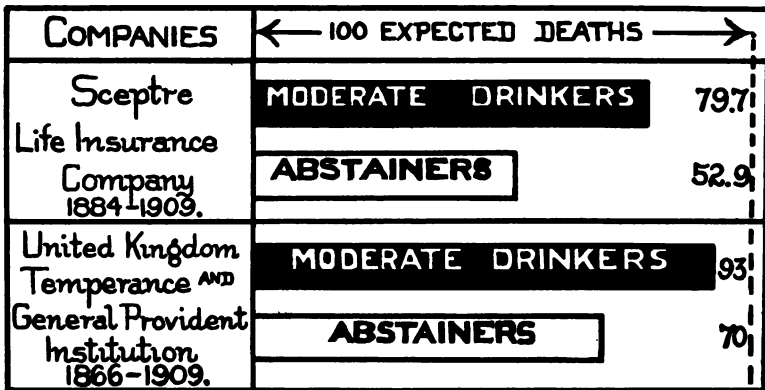 COMPANIES
100 EXPECTED DEATHS
Sceptre
Life Insurance
Company
1884-1909.
MODERATE DRINKERS 79.7
ABSTAINERS 52.9
United Kingdom
Temperance AND
General Provident
Institution
1866-1909.
MODERATE DRINKERS 93
ABSTAINERS 70